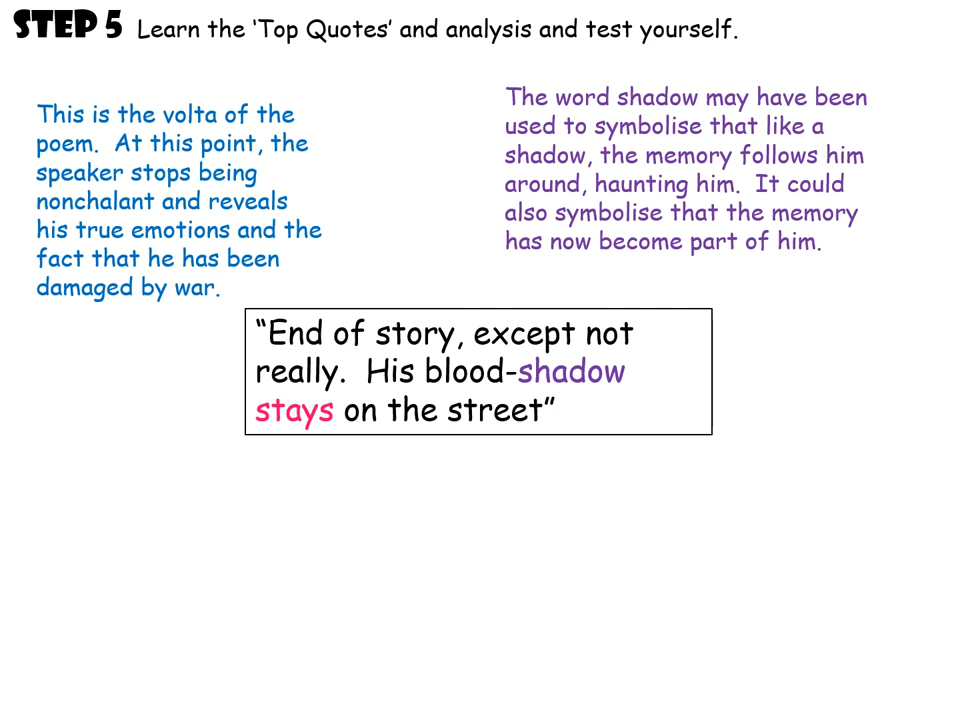 STEP 5 Learn the ‘Top Quotes’ and analysis and test yourself.
This is the volta of the
poem.  At this point, the
speaker stops being
nonchalant and reveals
his true emotions and the
fact that he has been
damaged by war.
The word shadow may have been
used to symbolise that like a
shadow, the memory follows him
around, haunting him.  It could
also symbolise that the memory
has now become part of him.
“End of story, except not
really.  His blood-shadow
stays on the street”